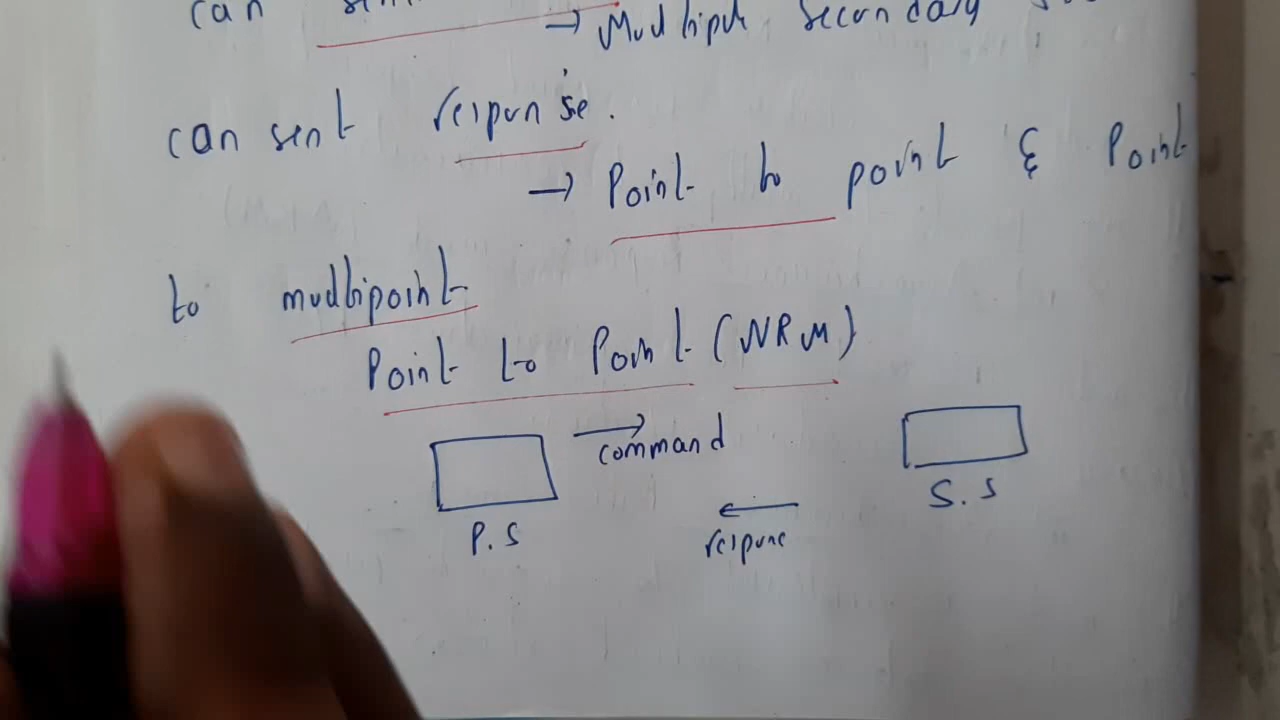 can
→ Multiple secondary
can sent response.
→ Point to point & Point
to multipoint
Point to Point (NRM)
command
S.S
P.S
response